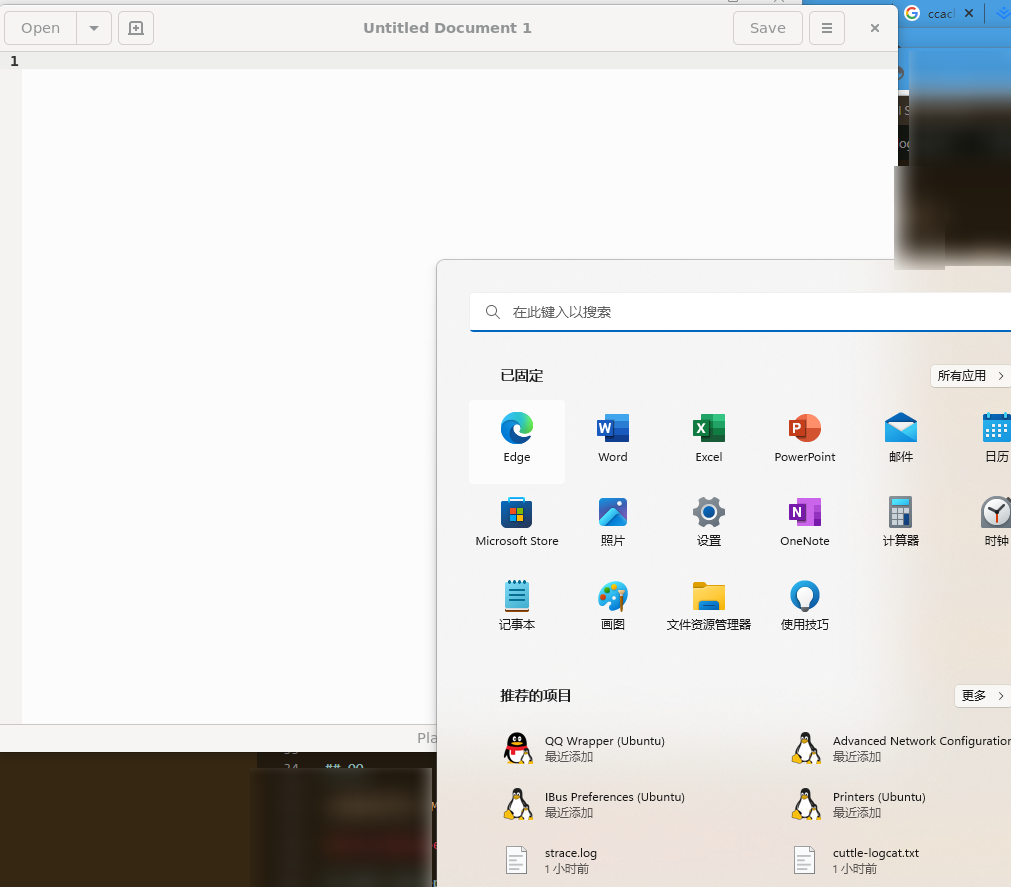 Open
Untitled Document 1
Save
1
在此键入以搜索
已固定
所有应用
Edge
Word
Excel
PowerPoint
邮件
日历
Microsoft Store
照片
设置
OneNote
计算器
时钟
记事本
画图
文件资源管理器
使用技巧
推荐的项目
更多
QQ Wrapper (Ubuntu)
最近添加
Advanced Network Configuration
最近添加
IBus Preferences (Ubuntu)
最近添加
Printers (Ubuntu)
最近添加
strace.log
1 小时前
cuttle-logcat.txt
1 小时前